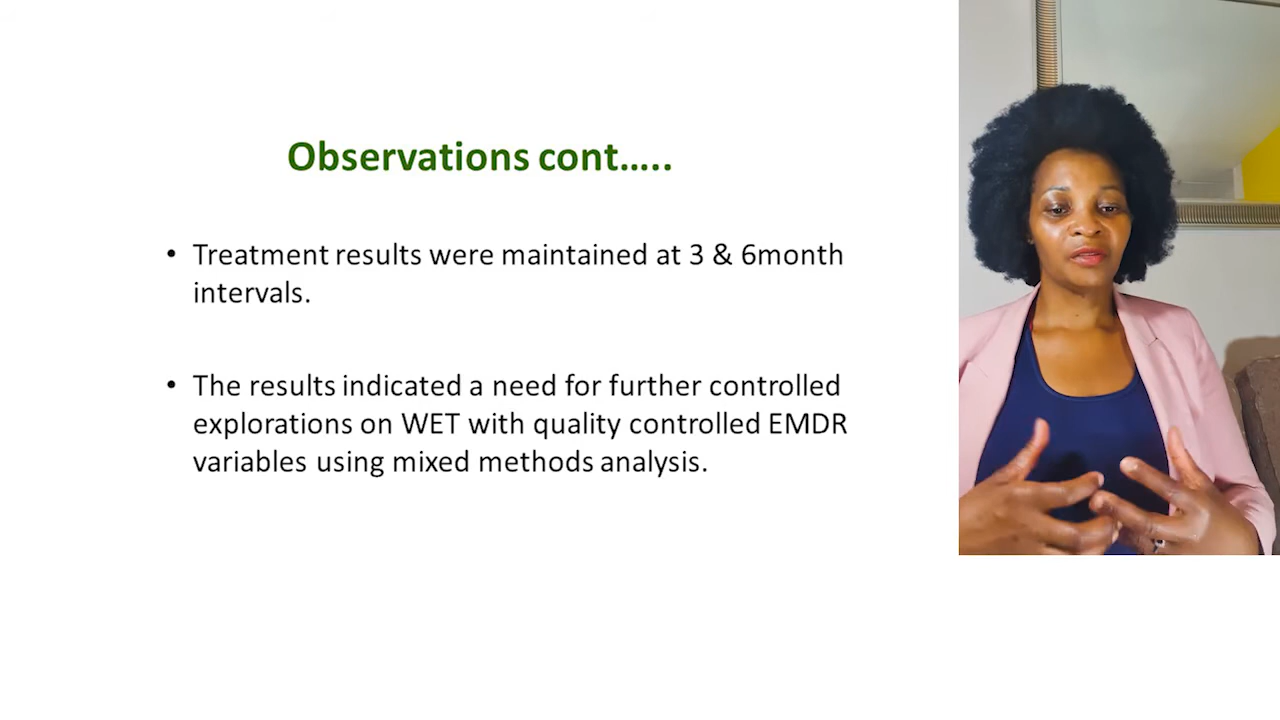 Observations cont.....
• Treatment results were maintained at 3 & 6month
intervals.
• The results indicated a need for further controlled
explorations on WET with quality controlled EMDR
variables using mixed methods analysis.